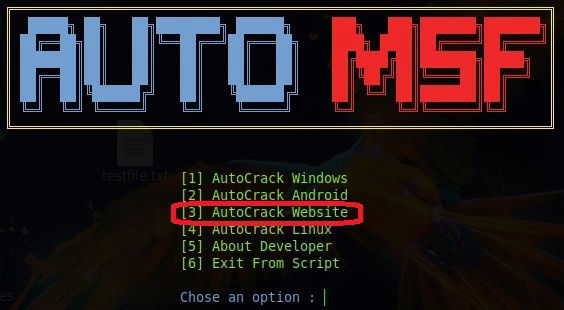 AUTO MSF
testfile.txt
[1] AutoCrack Windows
[2] AutoCrack Android
[3] AutoCrack Website
[4] AutoCrack Linux
[5] About Developer
[6] Exit From Script
Chose an option :